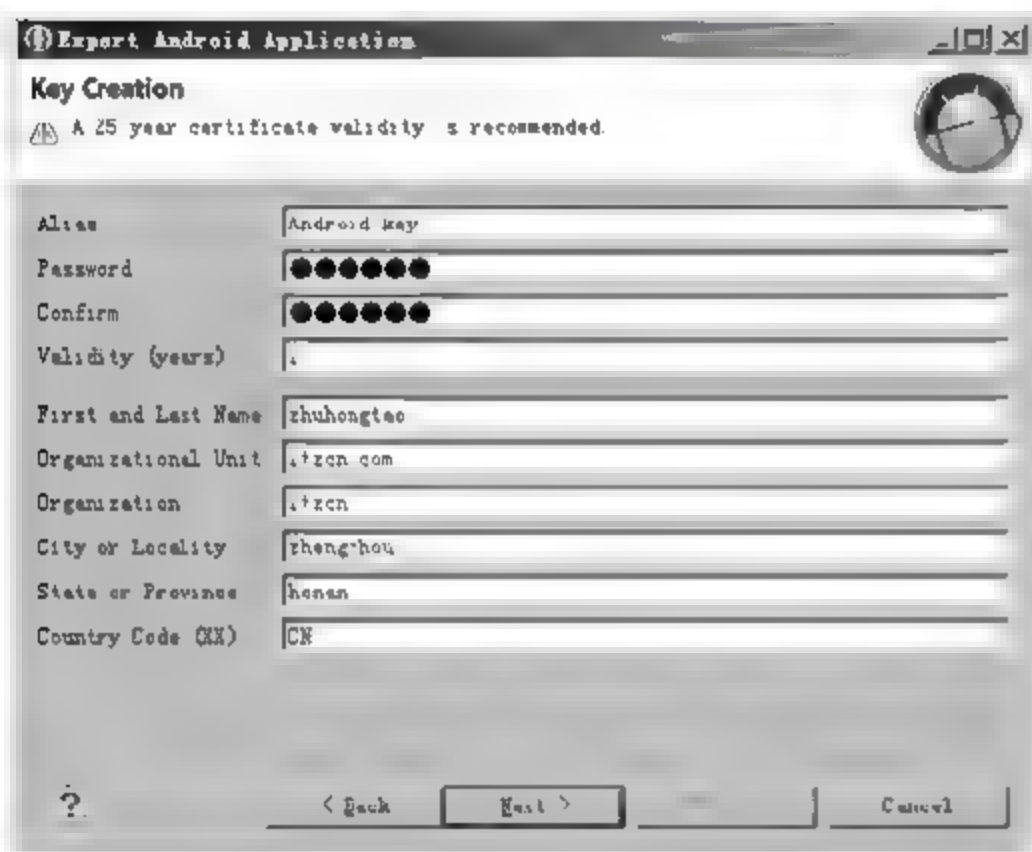 Export Android Application
Key Creation
A 25 year certificate validity is recommended.
Alias Android key
Password ●●●●●●
Confirm ●●●●●●
Validity (years)
First and Last Name zhuhongtao
Organizational Unit
Organization
City or Locality zhengzhou
State or Province henan
Country Code (XX) CN
?
< Back Next > Cancel